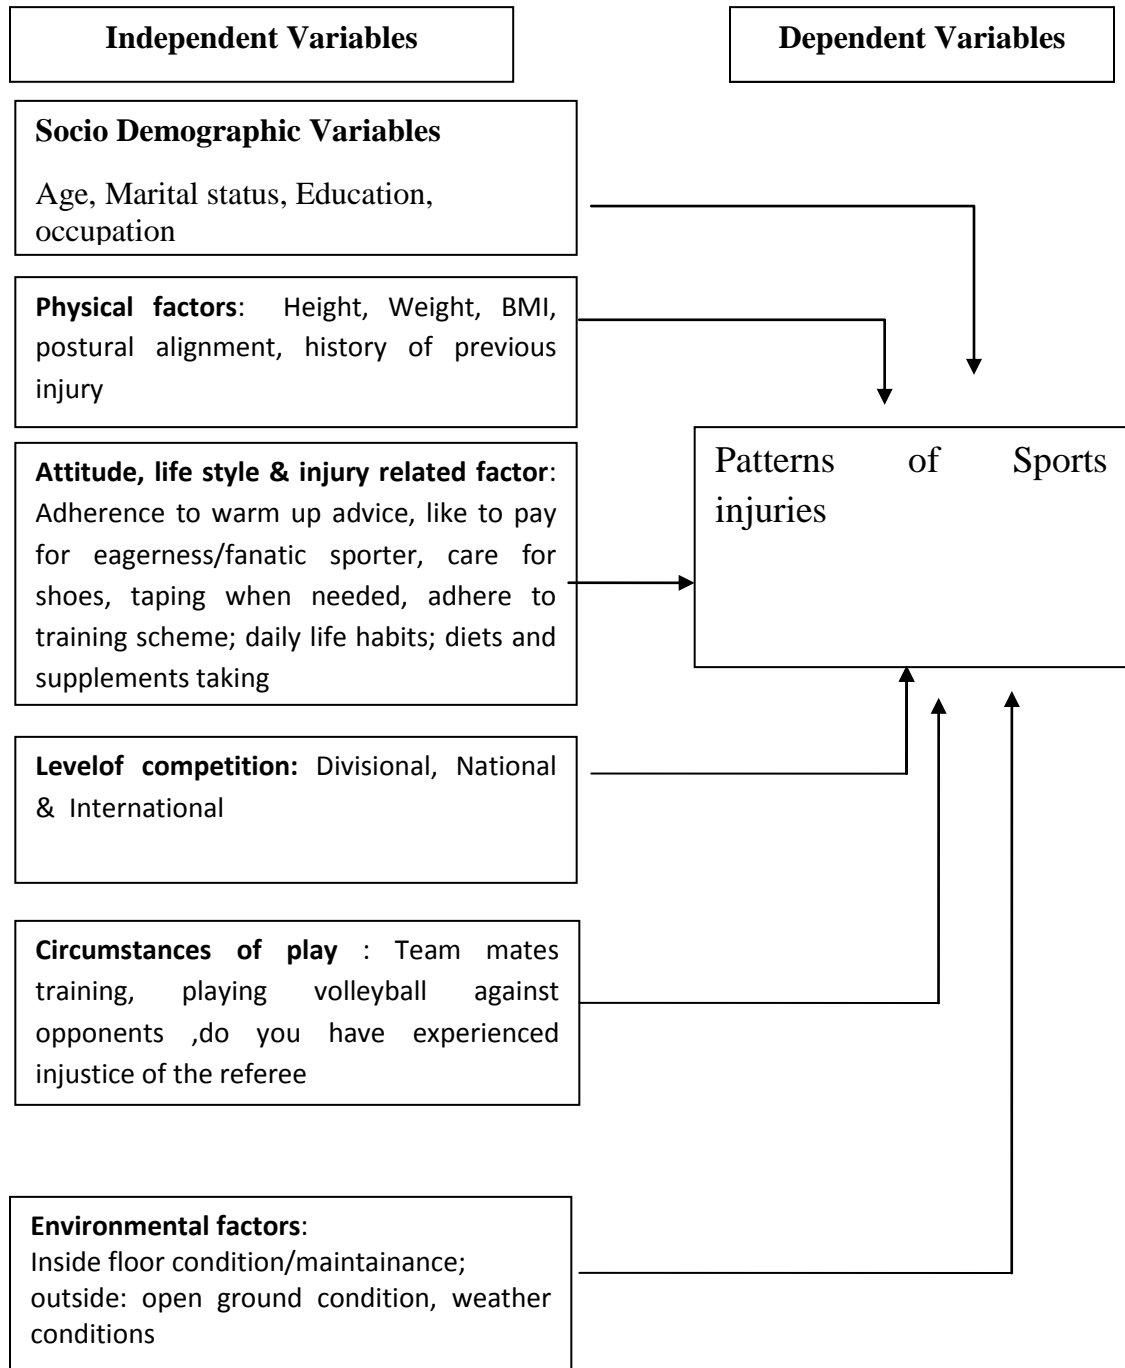 Independent Variables
Dependent Variables
Socio Demographic Variables
Age, Marital status, Education,
occupation
Physical factors: Height, Weight, BMI,
postural alignment, history of previous
injury
Attitude, life style & injury related factor:
Adherence to warm up advice, like to pay
for eagerness/fanatic sporter, care for
shoes, taping when needed, adhere to
training scheme; daily life habits; diets and
supplements taking
Patterns of Sports
injuries
Levelof competition: Divisional, National
& International
Circumstances of play : Team mates
training, playing volleyball against
opponents ,do you have experienced
injustice of the referee
Environmental factors:
Inside floor condition/maintainance;
outside: open ground condition, weather
conditions